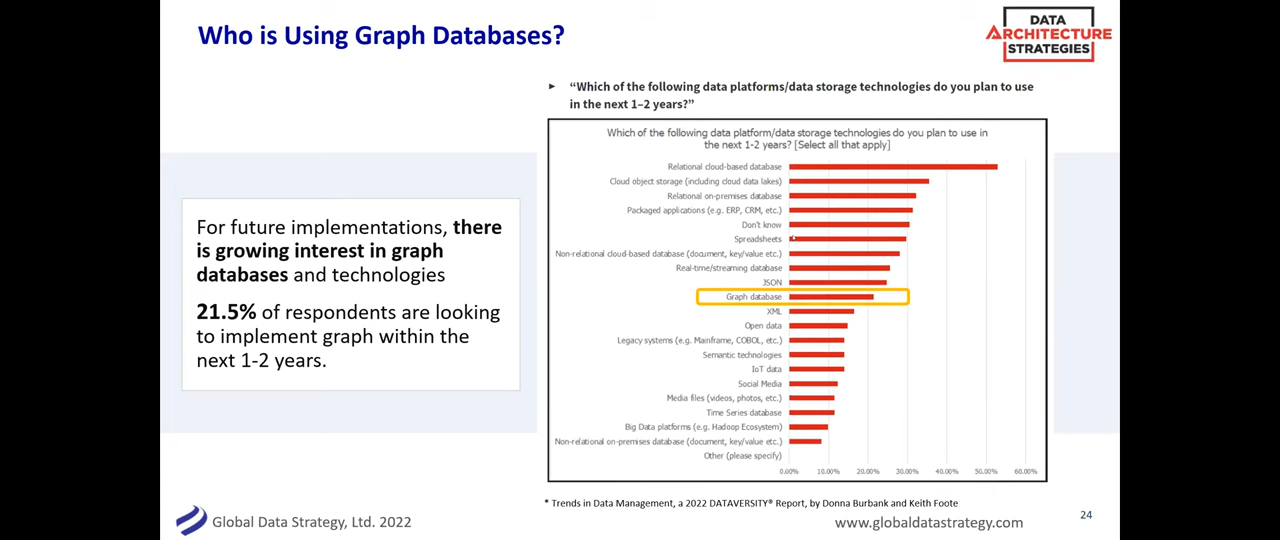 Who is Using Graph Databases?
DATA
ARCHITECTURE
STRATEGIES
► “Which of the following data platforms/data storage technologies do you plan to use
in the next 1–2 years?”
For future implementations, there
is growing interest in graph
databases and technologies
21.5% of respondents are looking
to implement graph within the
next 1-2 years.
Which of the following data platform/data storage technologies do you plan to use in
the next 1-2 years? [Select all that apply]
Relational cloud-based database
Cloud object storage (including cloud data lakes)
Relational on-premises database
Packaged applications (e.g. ERP, CRM, etc.)
Don't know
Spreadsheets
Non-relational cloud-based database (document, key/value etc.)
Real-time/streaming database
JSON
Graph database
XML
Open data
Legacy systems (e.g. Mainframe, COBOL, etc.)
Semantic technologies
IoT data
Social Media
Media files (videos, photos, etc.)
Time Series database
Big Data platforms (e.g. Hadoop Ecosystem)
Non-relational on-premises database (document, key/value etc.)
Other (please specify)
0.00% 10.00% 20.00% 30.00% 40.00% 50.00% 60.00%
* Trends in Data Management, a 2022 DATAVERSITY® Report, by Donna Burbank and Keith Foote
Global Data Strategy, Ltd. 2022
www.globaldatastrategy.com
24